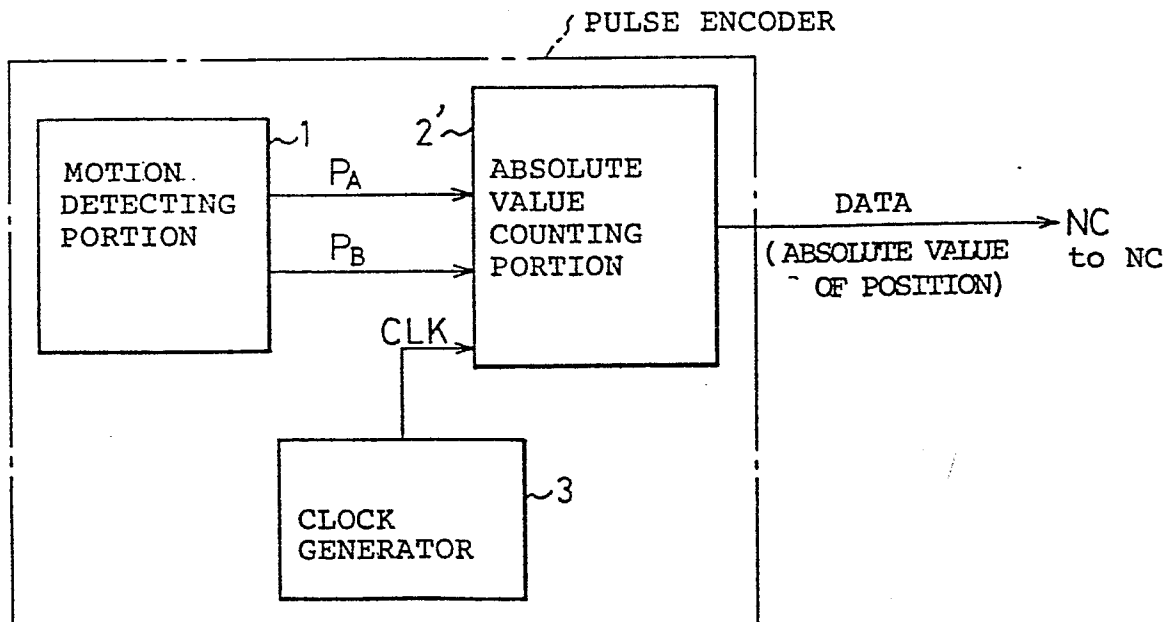 PULSE ENCODER
1
MOTION
DETECTING
PORTION
PA
PB
2'
ABSOLUTE
VALUE
COUNTING
PORTION
CLK
3
CLOCK
GENERATOR
DATA
(ABSOLUTE VALUE
OF POSITION)
NC
to NC